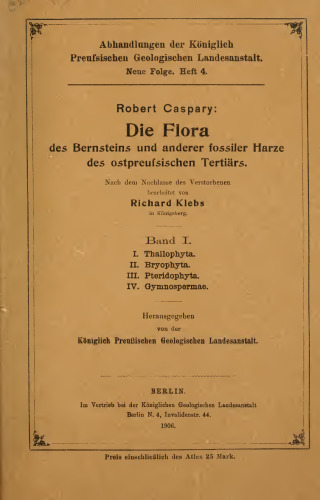 Abhandlungen der Königlich
Preußsischen Geologischen Landesanstalt.
Neue Folge. Heft 4.
Robert Caspary:
Die Flora
des Bernsteins und anderer fossiler Harze
des ostpreußsischen Tertiärs.
Nach dem Nachlasse des Verstorbenen
bearbeitet von
Richard Klebs
in Königsberg.
Band I.
I. Thallophyta.
II. Bryophyta.
III. Pteridophyta.
IV. Gymnospermae.
Herausgegeben
von der
Königlich Preußischen Geologischen Landesanstalt.
BERLIN.
Im Vertrieb bei der Königlichen Geologischen Landesanstalt
Berlin N. 4, Invalidenstr. 44.
1906.
Preis einschließlich des Atlas 25 Mark.